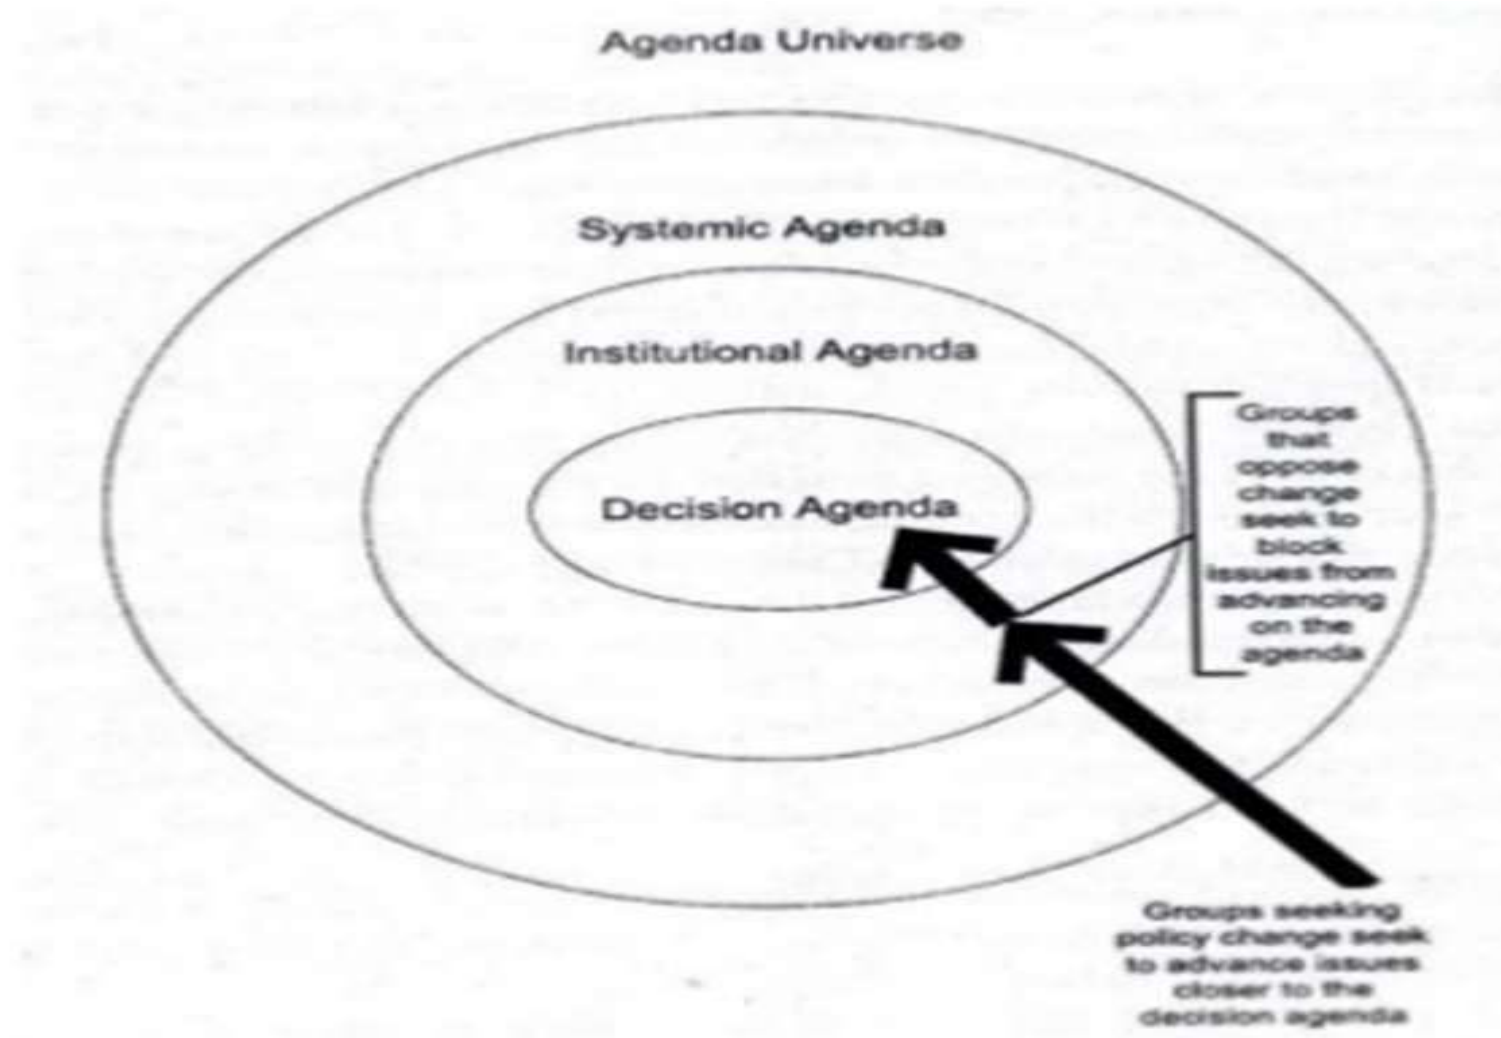 Agenda Universe
Systemic Agenda
Institutional Agenda
Decision Agenda
Groups
that
oppose
change
seek to
block
issues from
advancing
on the
agenda
Groups seeking
policy change seek
to advance issues
closer to the
decision agenda